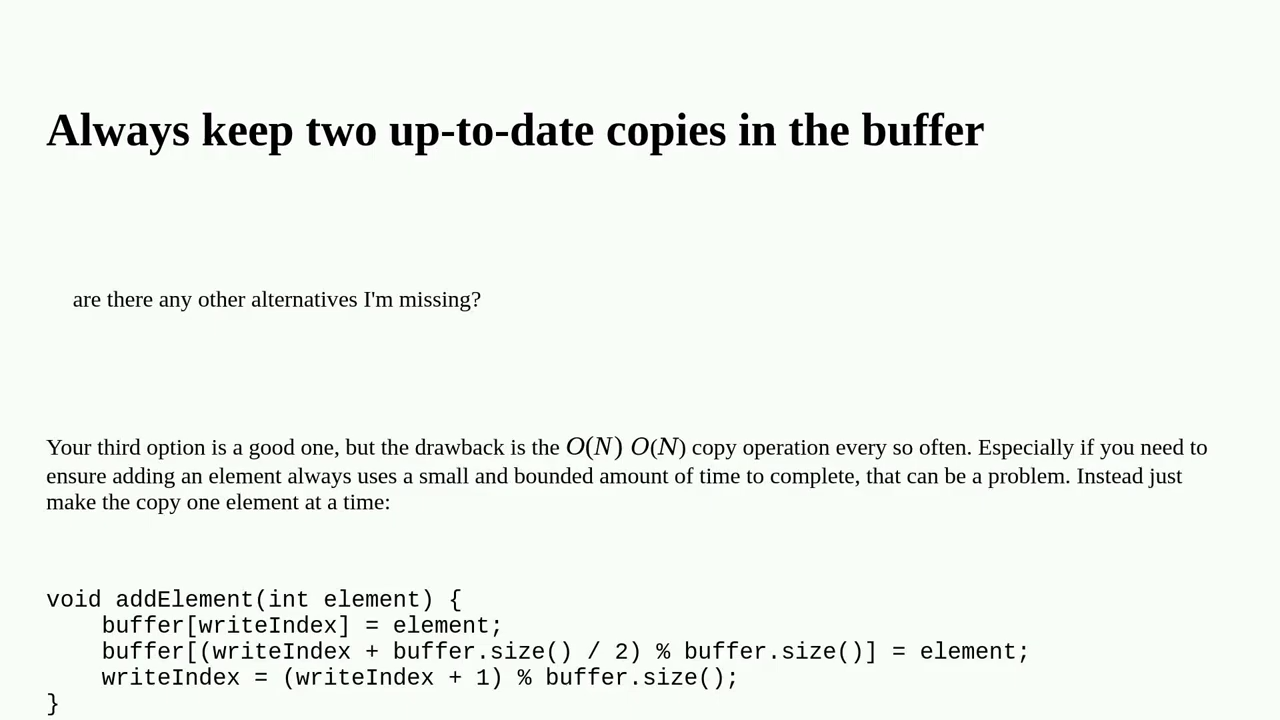 Always keep two up-to-date copies in the buffer
are there any other alternatives I'm missing?
Your third option is a good one, but the drawback is the O(N) O(N) copy operation every so often. Especially if you need to
ensure adding an element always uses a small and bounded amount of time to complete, that can be a problem. Instead just
make the copy one element at a time:
void addElement(int element) {
    buffer[writeIndex] = element;
    buffer[(writeIndex + buffer.size() / 2) % buffer.size()] = element;
    writeIndex = (writeIndex + 1) % buffer.size();
}